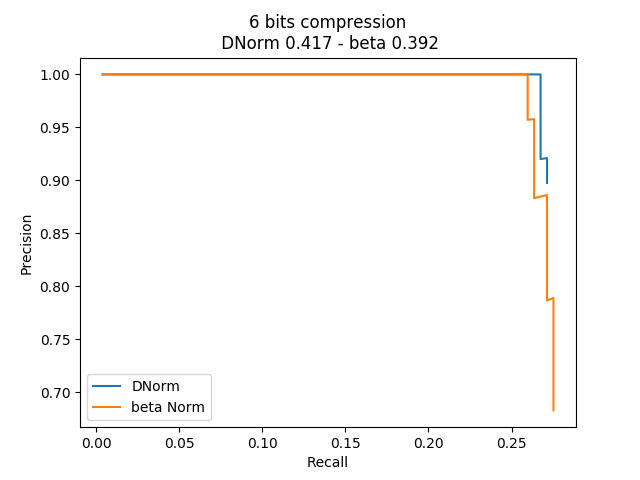 6 bits compression
DNorm 0.417 - beta 0.392
1.00
0.95
0.90
0.85
0.80
0.75
0.70
Precision
DNorm
beta Norm
0.00 0.05 0.10 0.15 0.20 0.25
Recall